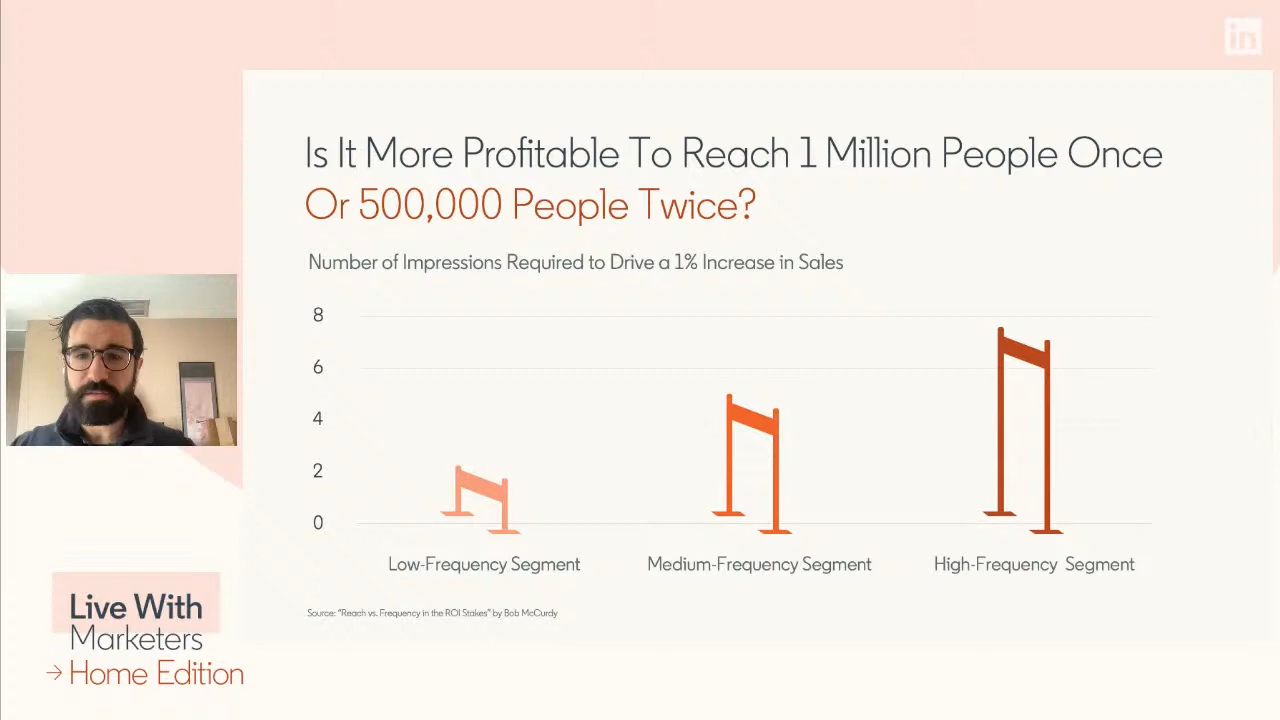 in
Is It More Profitable To Reach 1 Million People Once
Or 500,000 People Twice?
Number of Impressions Required to Drive a 1% Increase in Sales
8
6
4
2
0
Low-Frequency Segment
Medium-Frequency Segment
High-Frequency Segment
Source: "Reach vs. Frequency in the ROI Stakes" by Bob McCurdy
Live With
Marketers
→ Home Edition